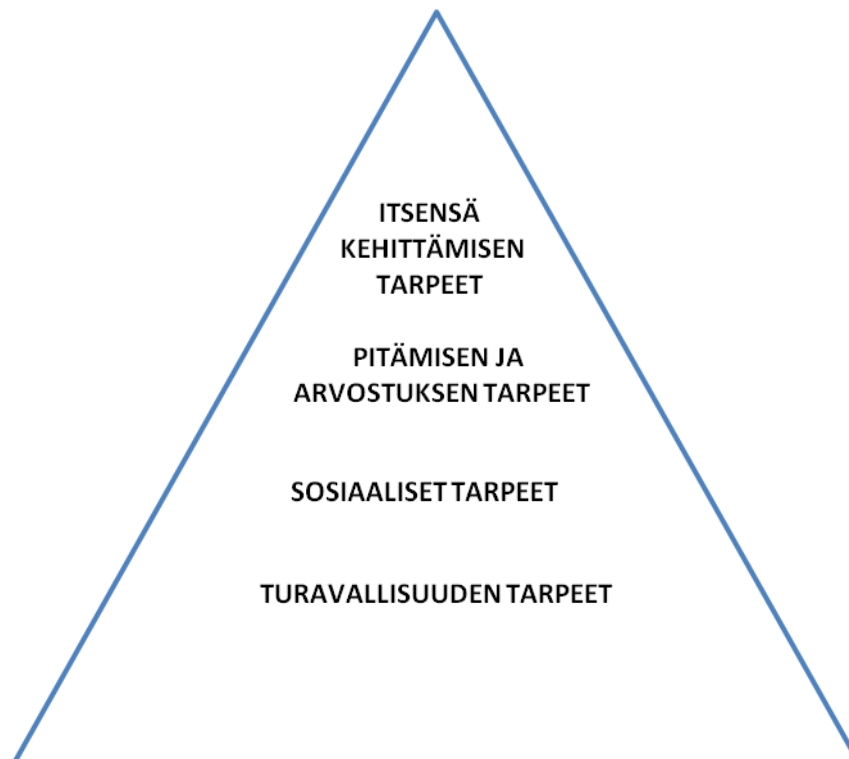 ITSENSÄ
KEHITTÄMISEN
TARPEET
PITÄMISEN JA
ARVOSTUKSEN TARPEET
SOSIAALISET TARPEET
TURAVALLISUUDEN TARPEET